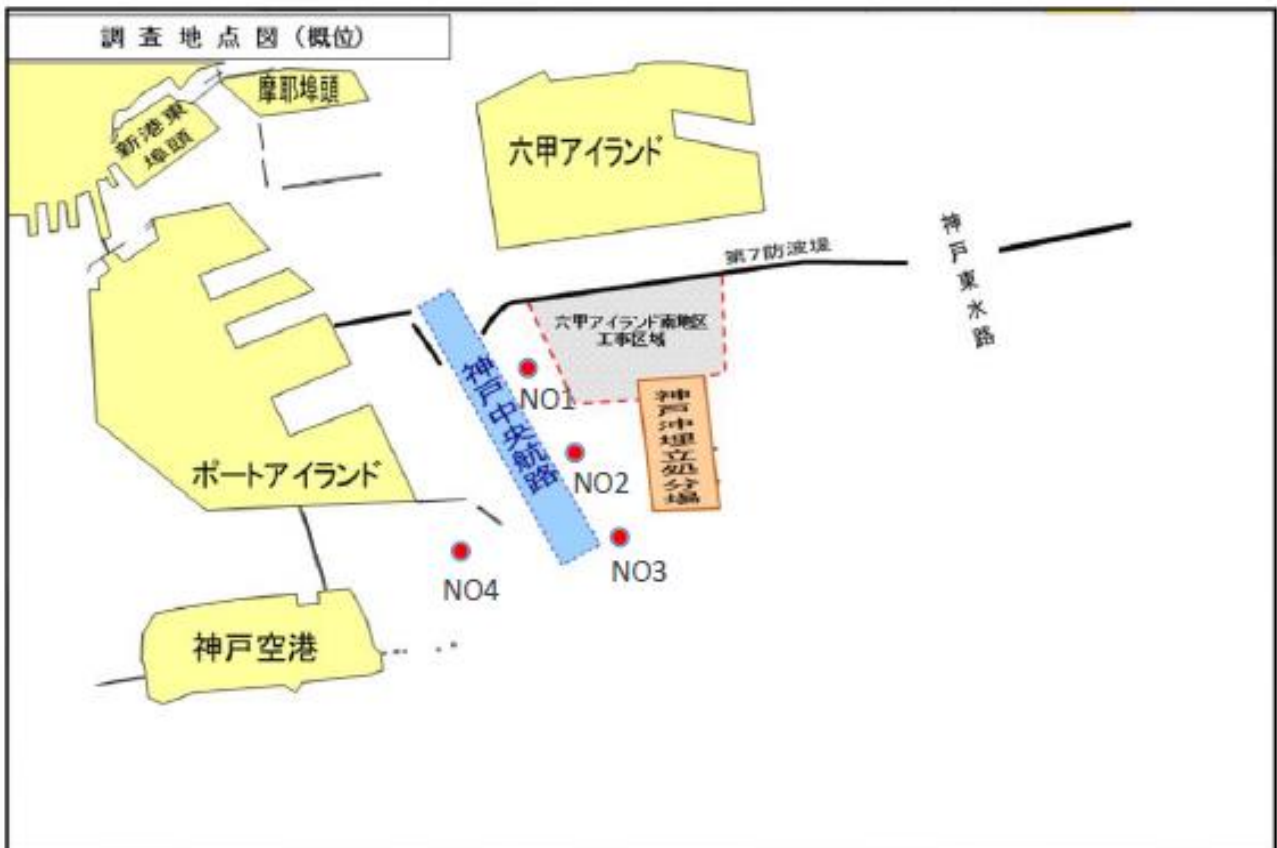 調査地点図(概位)
摩耶埠頭
新港東
埠頭
六甲アイランド
神戸東水路
第7防波堤
六甲アイランド南地区
工事区域
神戸中央航路
NO1
神戸沖埋立処分場
ポートアイランド
NO2
NO3
NO4
神戸空港